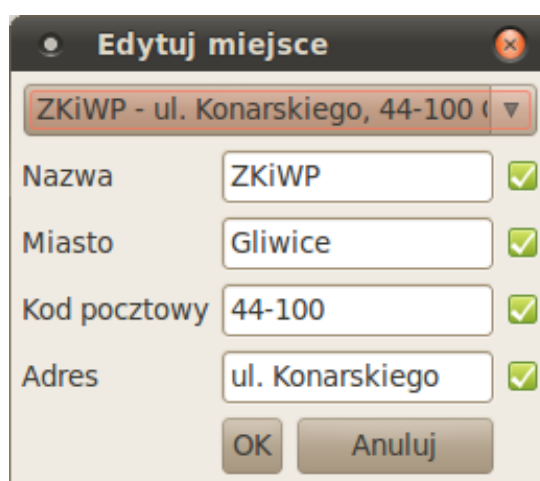 Edytuj miejsce
ZKiWP - ul. Konarskiego, 44-100
Nazwa ZKiWP
Miasto Gliwice
Kod pocztowy 44-100
Adres ul. Konarskiego
OK Anuluj